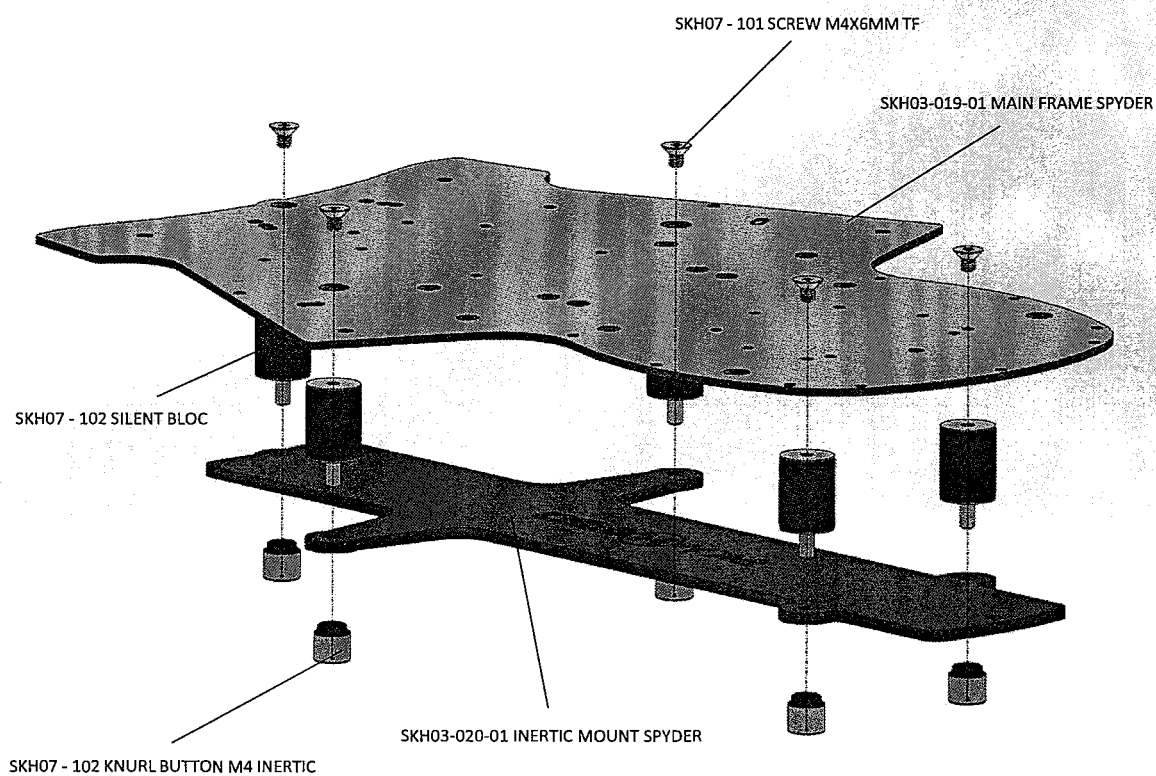 SKH07 - 101 SCREW M4X6MM TF
SKH03-019-01 MAIN FRAME SPYDER
SKH07 - 102 SILENT BLOC
SKH03-020-01 INERTIC MOUNT SPYDER
SKH07 - 102 KNURL BUTTON M4 INERTIC